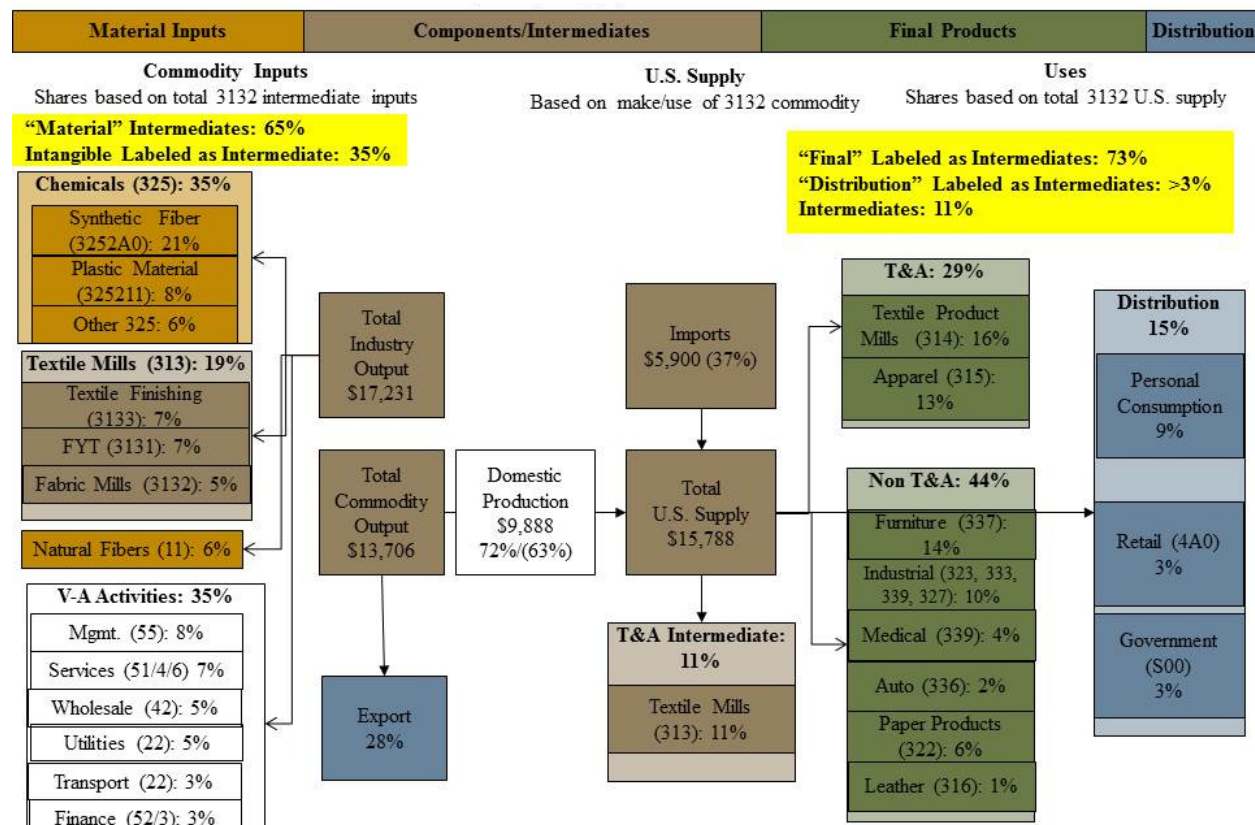 Material Inputs
Components/Intermediates
Final Products
Distribution
Commodity Inputs
Shares based on total 3132 intermediate inputs
U.S. Supply
Based on make/use of 3132 commodity
Uses
Shares based on total 3132 U.S. supply
“Material” Intermediates: 65%
Intangible Labeled as Intermediate: 35%
“Final” Labeled as Intermediates: 73%
“Distribution” Labeled as Intermediates: >3%
Intermediates: 11%
Chemicals (325): 35%
Synthetic Fiber
(3252A0): 21%
Plastic Material
(325211): 8%
Other 325: 6%
Textile Mills (313): 19%
Textile Finishing
(3133): 7%
FYT (3131): 7%
Fabric Mills (3132): 5%
Natural Fibers (11): 6%
V-A Activities: 35%
Mgmt. (55): 8%
Services (51/4/6) 7%
Wholesale (42): 5%
Utilities (22): 5%
Transport (22): 3%
Finance (52/3): 3%
Total
Industry
Output
$17,231
Total
Commodity
Output
$13,706
Export
28%
Domestic
Production
$9,888
72%/(63%)
Imports
$5,900 (37%)
Total
U.S. Supply
$15,788
T&A Intermediate:
11%
Textile Mills
(313): 11%
T&A: 29%
Textile Product
Mills (314): 16%
Apparel (315):
13%
Non T&A: 44%
Furniture (337):
14%
Industrial (323, 333,
339, 327): 10%
Medical (339): 4%
Auto (336): 2%
Paper Products
(322): 6%
Leather (316): 1%
Distribution
15%
Personal
Consumption
9%
Retail (4A0)
3%
Government
(S00)
3%